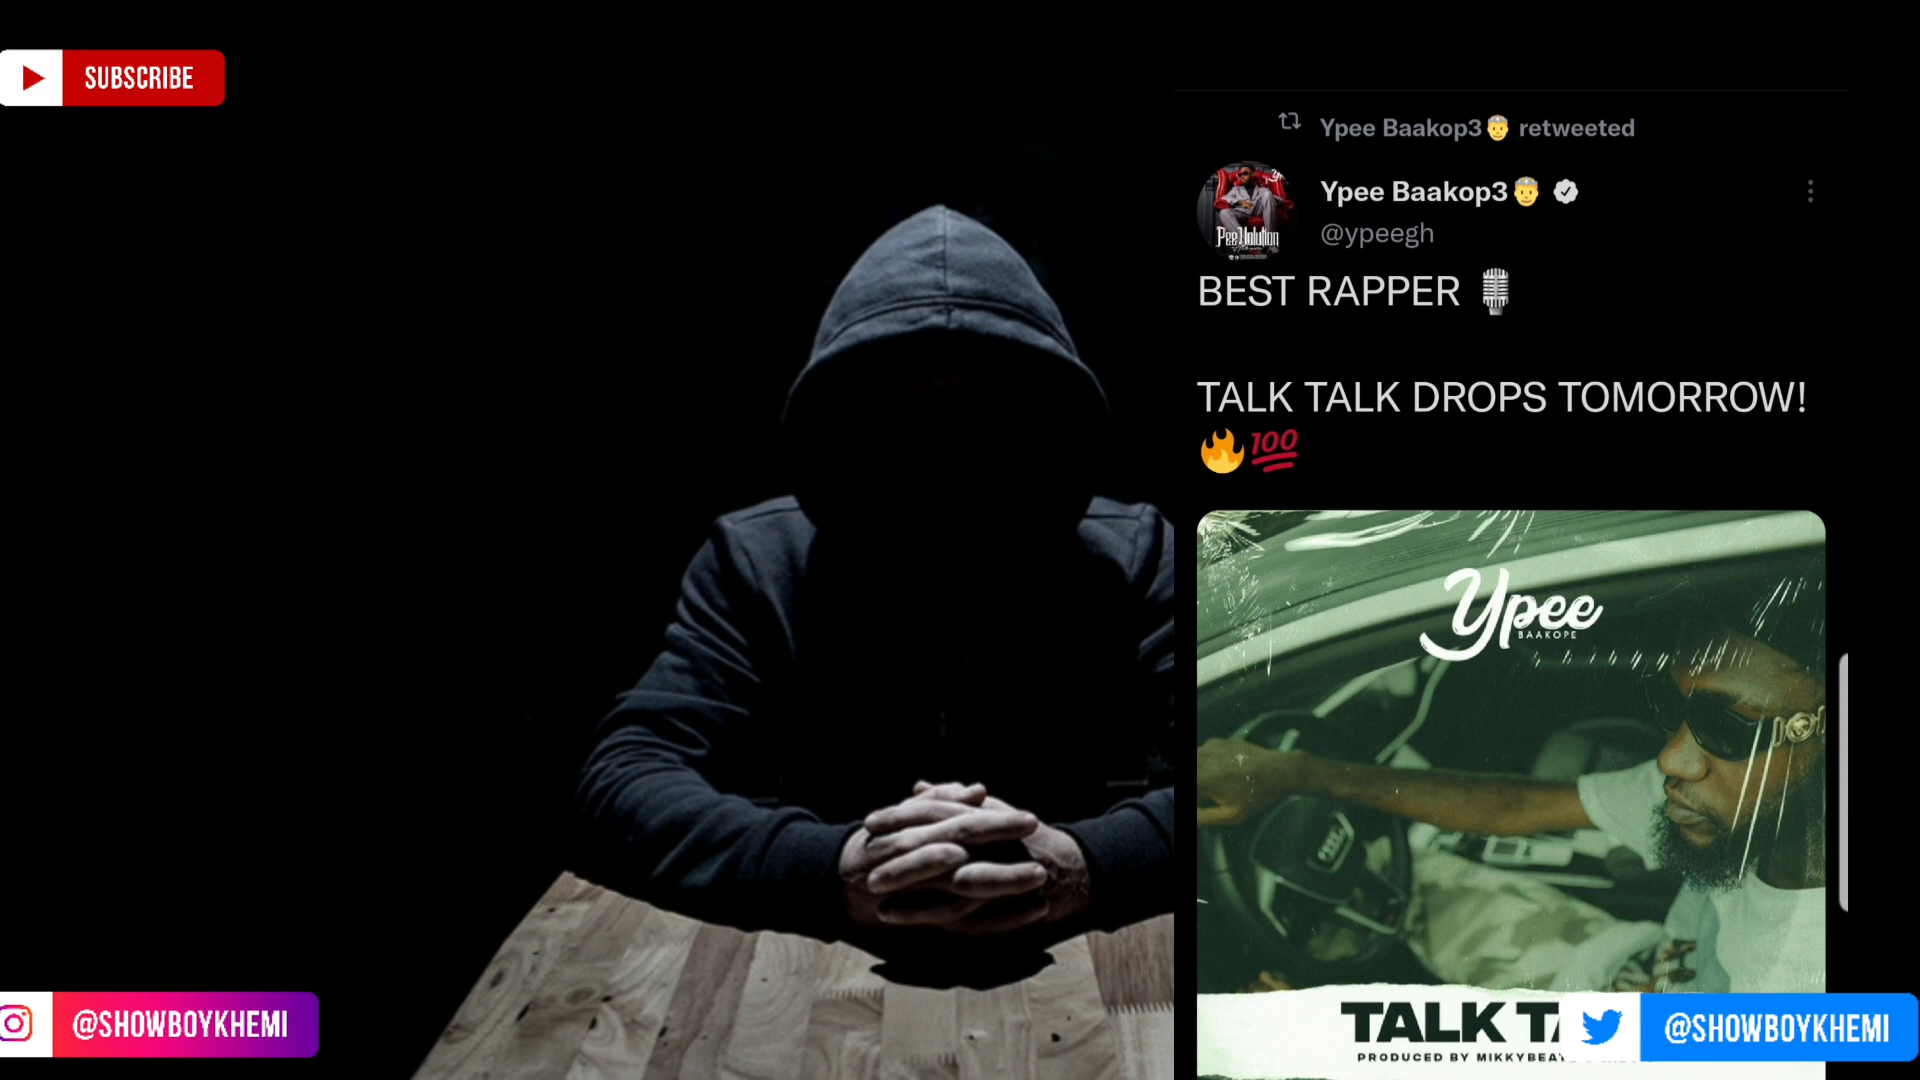 SUBSCRIBE
Ypee Baakop3 retweeted
Ypee Baakop3
@ypeegh
BEST RAPPER
TALK TALK DROPS TOMORROW!
100
Ypee
BAAKOPE
TALK
PRODUCED BY
@SHOWBOYKHEMI
@SHOWBOYKHEMI